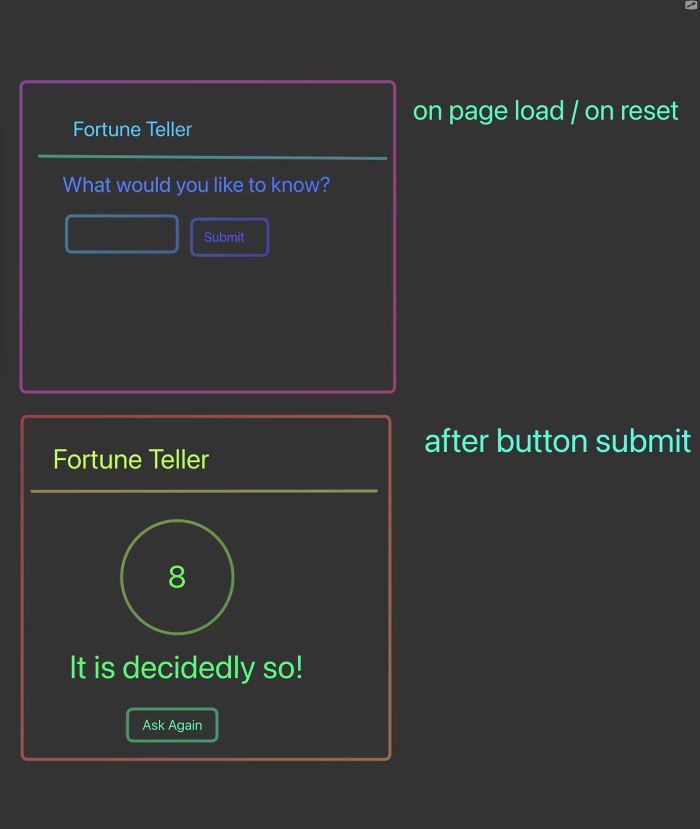 Fortune Teller
on page load / on reset
What would you like to know?
Submit
Fortune Teller
after button submit
8
It is decidedly so!
Ask Again